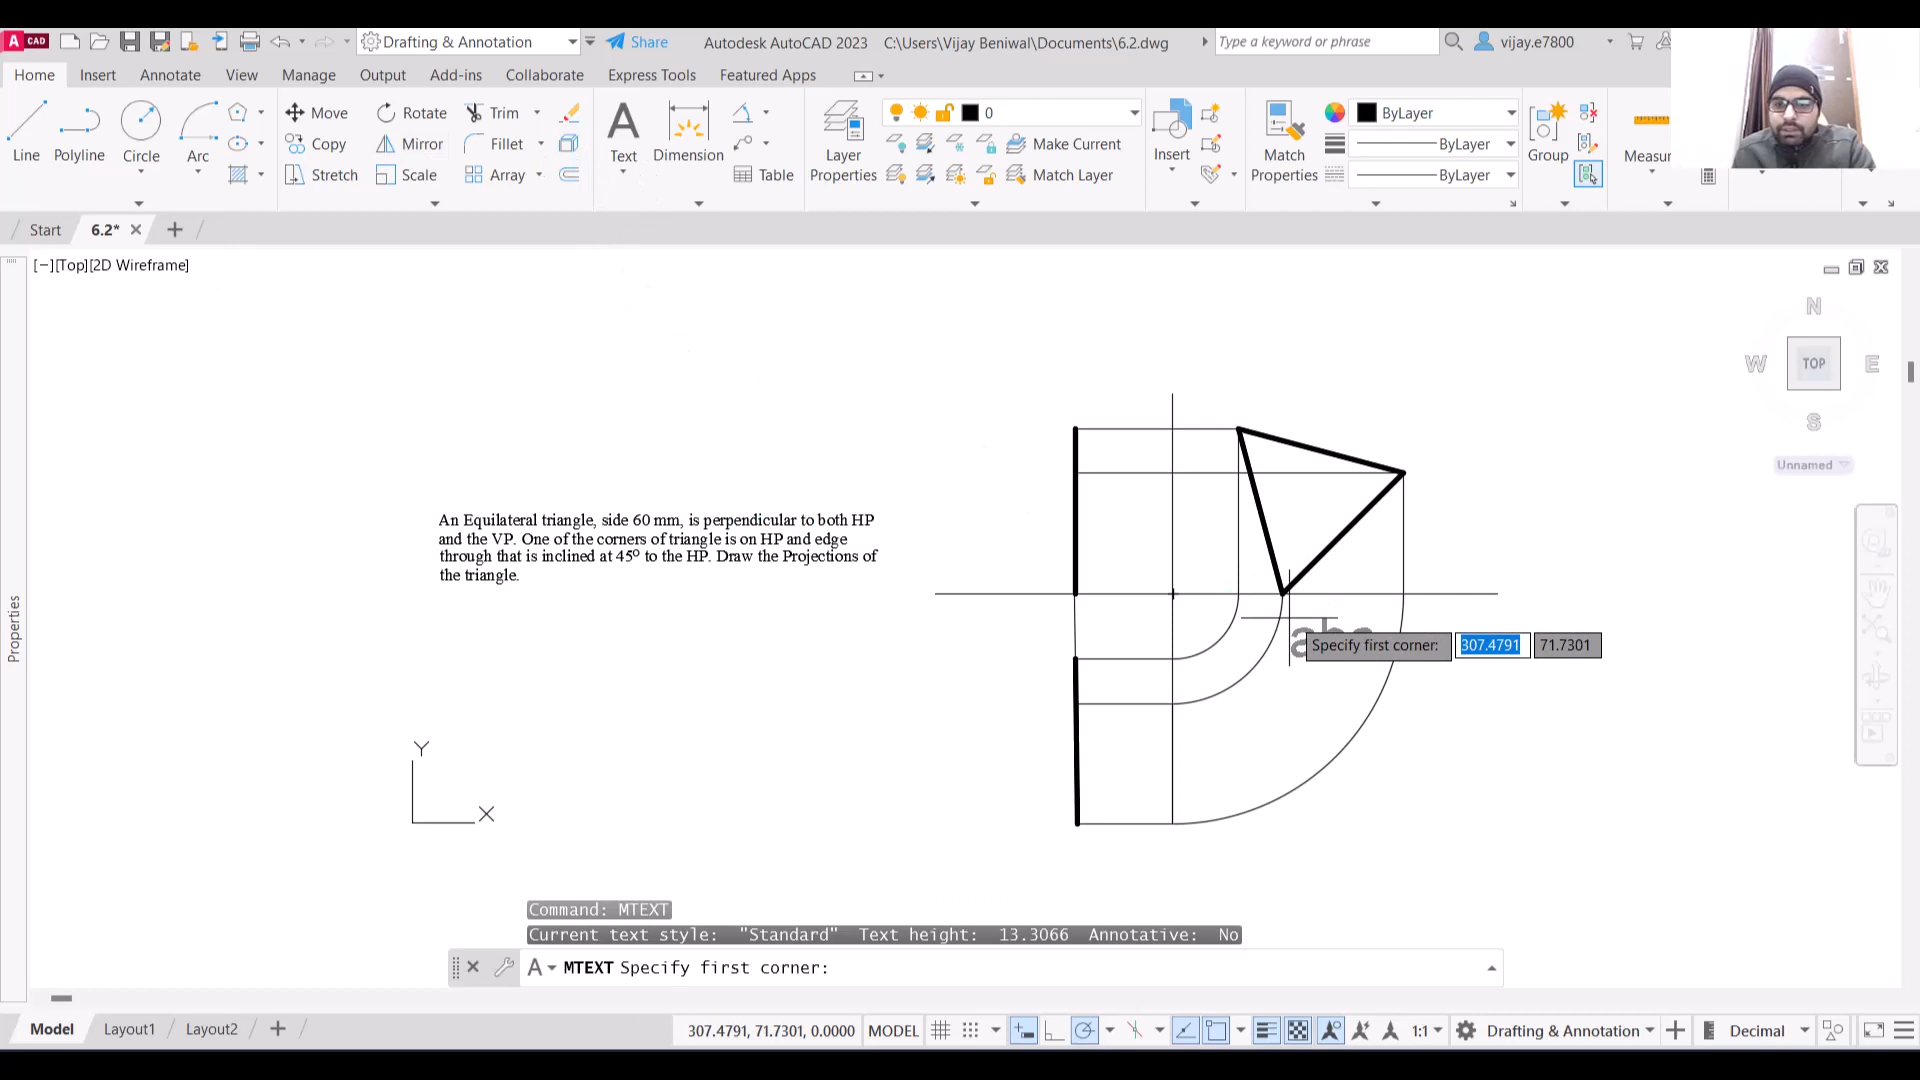 A CAD
Drafting & Annotation
Share
Autodesk AutoCAD 2023 C:\Users\Vijay Beniwal\Documents\6.2.dwg
Type a keyword or phrase
vijay.e7800
Home Insert Annotate View Manage Output Add-ins Collaborate Express Tools Featured Apps
Line Polyline Circle Arc
Move Rotate Trim
Copy Mirror Fillet
Stretch Scale Array
Text Dimension Table
Layer Properties
0
Make Current
Match Layer
Insert
Match Properties
ByLayer
ByLayer
ByLayer
Group
Measur
Start 6.2*
[−][Top][2D Wireframe]
N
W TOP E
S
Unnamed
Properties
An Equilateral triangle, side 60 mm, is perpendicular to both HP
and the VP. One of the corners of triangle is on HP and edge
through that is inclined at 45º to the HP. Draw the Projections of
the triangle.
abc
Specify first corner: 307.4791 71.7301
Y
X
Command: MTEXT
Current text style: "Standard" Text height: 13.3066 Annotative: No
A MTEXT Specify first corner:
Model Layout1 Layout2
307.4791, 71.7301, 0.0000 MODEL 1:1 Drafting & Annotation Decimal